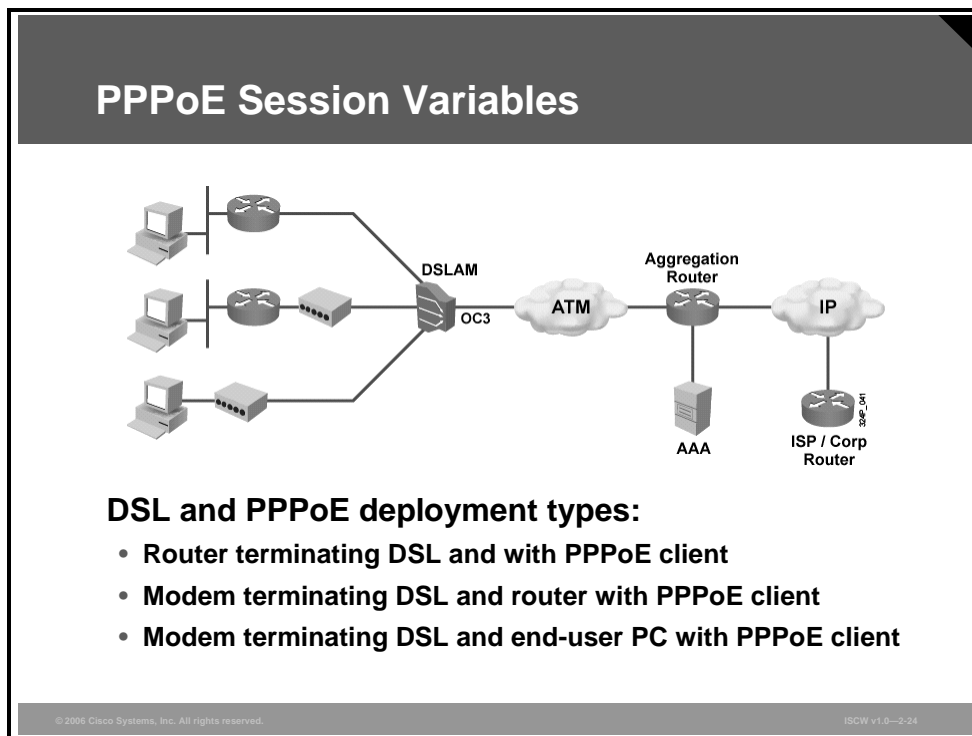 PPPoE Session Variables
DSLAM
OC3
ATM
Aggregation
Router
IP
AAA
324P_041
ISP / Corp
Router
DSL and PPPoE deployment types:
• Router terminating DSL and with PPPoE client
• Modem terminating DSL and router with PPPoE client
• Modem terminating DSL and end-user PC with PPPoE client
© 2006 Cisco Systems, Inc. All rights reserved.
ISCW v1.0—2-24